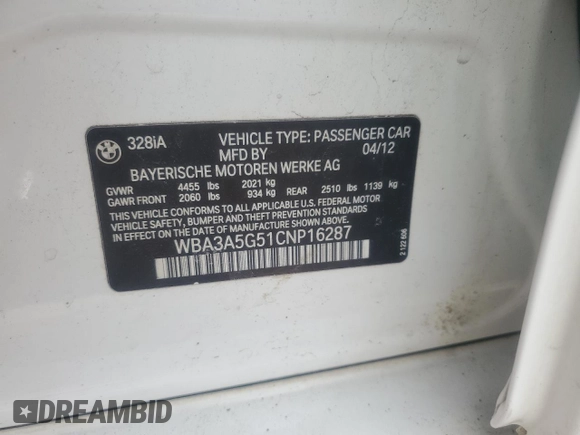 328iA VEHICLE TYPE: PASSENGER CAR
MFD BY 04/12
BAYERISCHE MOTOREN WERKE AG
GVWR 4455 lbs 2021 kg
GAWR FRONT 2060 lbs 934 kg REAR 2510 lbs 1139 kg
THIS VEHICLE CONFORMS TO ALL APPLICABLE U.S. FEDERAL MOTOR
VEHICLE SAFETY, BUMPER AND THEFT PREVENTION STANDARDS
IN EFFECT ON THE DATE OF MANUFACTURE SHOWN ABOVE.
WBA3A5G51CNP16287
DREAMBID